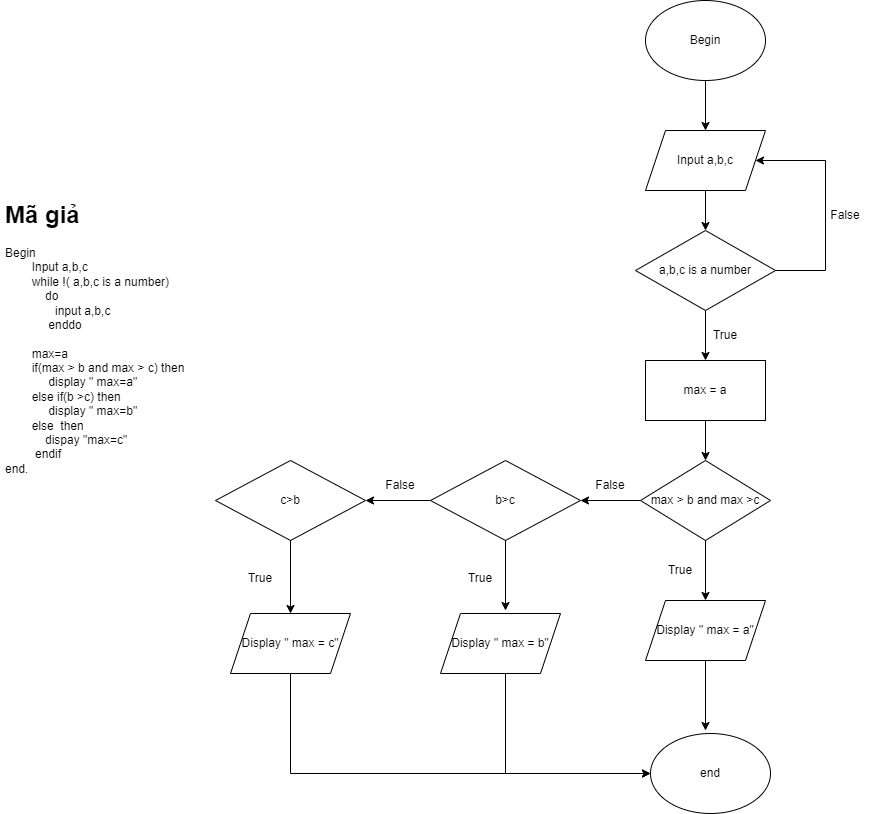 Mã giả
Begin
Input a,b,c
while !( a,b,c is a number)
do
input a,b,c
enddo
max=a
if(max > b and max > c) then
display " max=a"
else if(b >c) then
display " max=b"
else  then
dispay "max=c"
endif
end.
Begin
Input a,b,c
False
a,b,c is a number
True
max = a
max > b and max >c
False
b>c
False
c>b
True
True
True
Display " max = c"
Display " max = b"
Display " max = a"
end